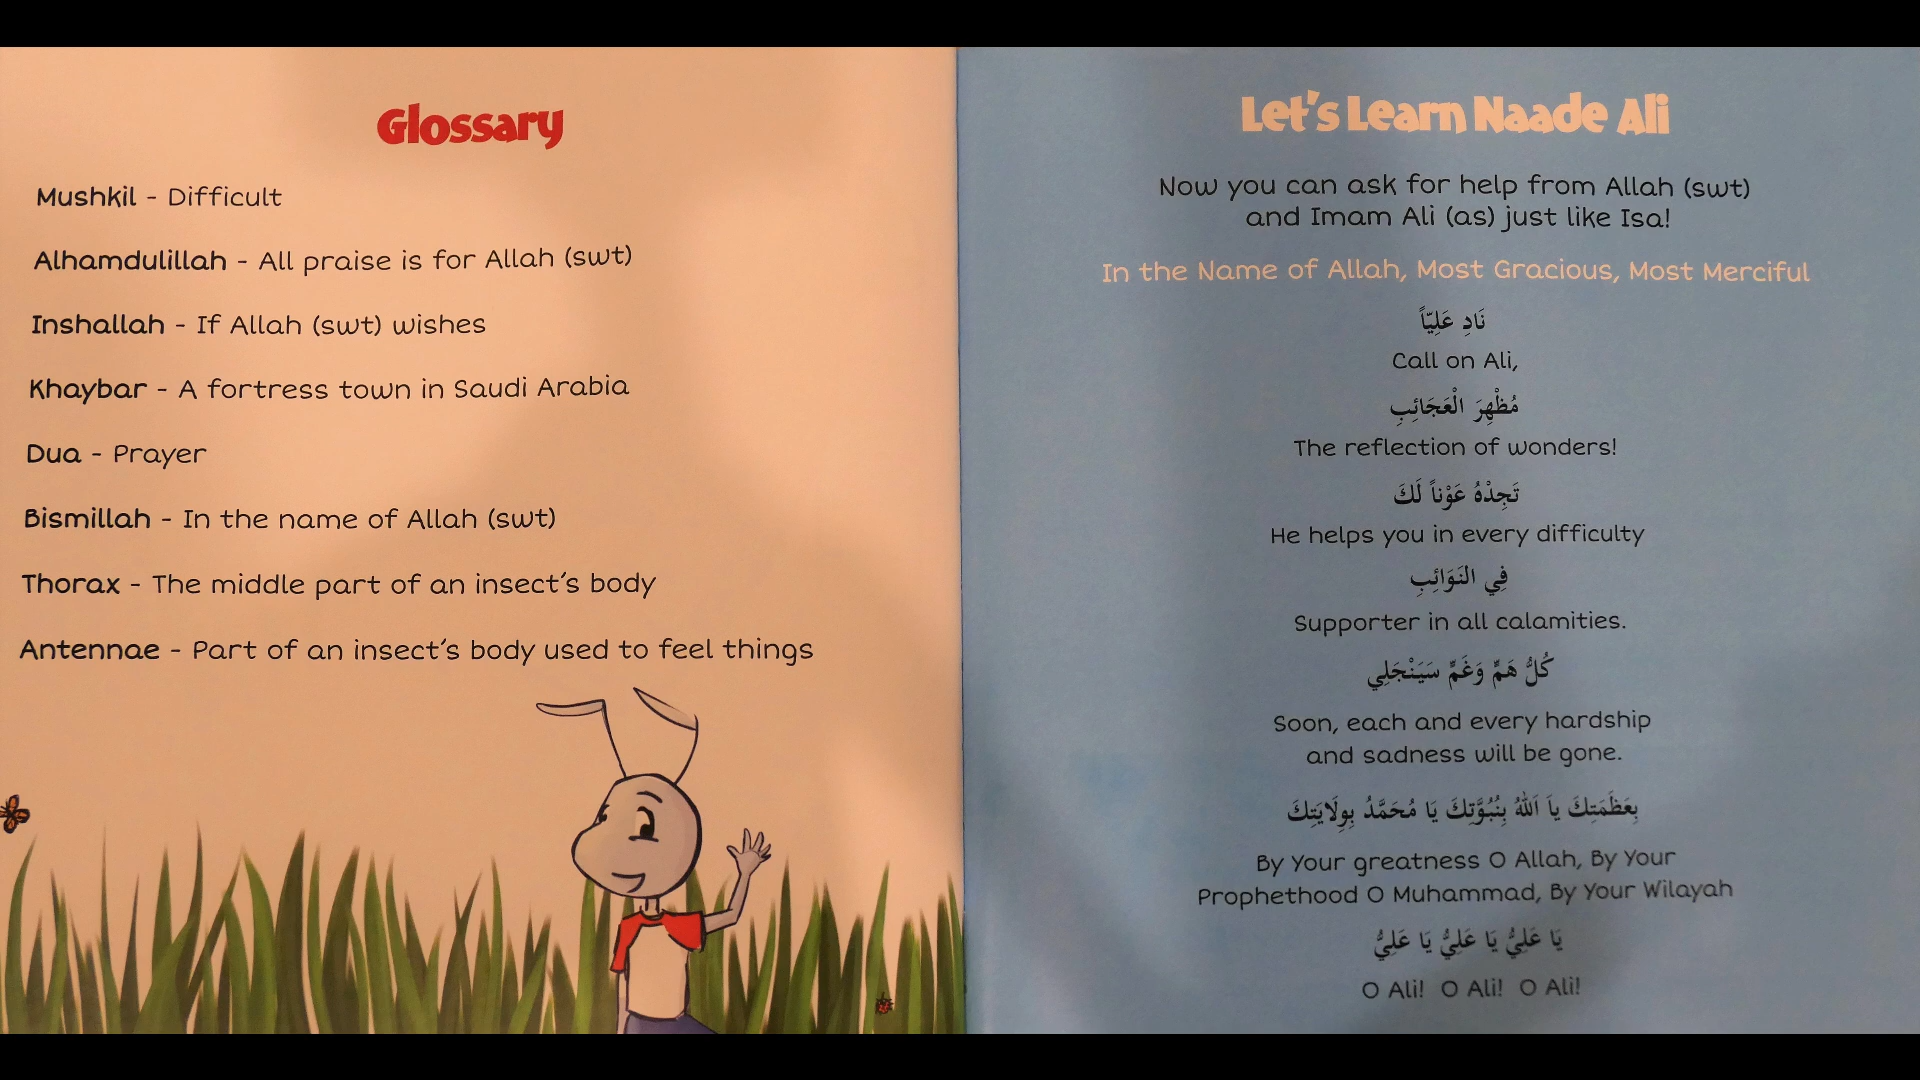 Glossary
Mushkil - Difficult
Alhamdulillah - All praise is for Allah (swt)
Inshallah - If Allah (swt) wishes
Khaybar - A fortress town in Saudi Arabia
Dua - Prayer
Bismillah - In the name of Allah (swt)
Thorax - The middle part of an insect's body
Antennae - Part of an insect's body used to feel things
Let's Learn Naade Ali
Now you can ask for help from Allah (swt)
and Imam Ali (as) just like Isa!
In the Name of Allah, Most Gracious, Most Merciful
نَادِ عَلِيّاً
Call on Ali,
مُظْهِرَ الْعَجَائِبِ
The reflection of wonders!
تَجِدْهُ عَوْناً لَكَ
He helps you in every difficulty
فِي النَوَائِبِ
Supporter in all calamities.
كُلُّ هَمٍّ وَغَمٍّ سَيَنْجَلِي
Soon, each and every hardship
and sadness will be gone.
بِعَظَمَتِكَ ياَ اَللهُ بِنُبُوَّتِكَ يَا مُحَمَّدُ بِوِلَايَتِكَ
By Your greatness O Allah, By Your
Prophethood O Muhammad, By Your Wilayah
يَا عَلِيُّ يَا عَلِيُّ يَا عَلِيُّ
O Ali! O Ali! O Ali!